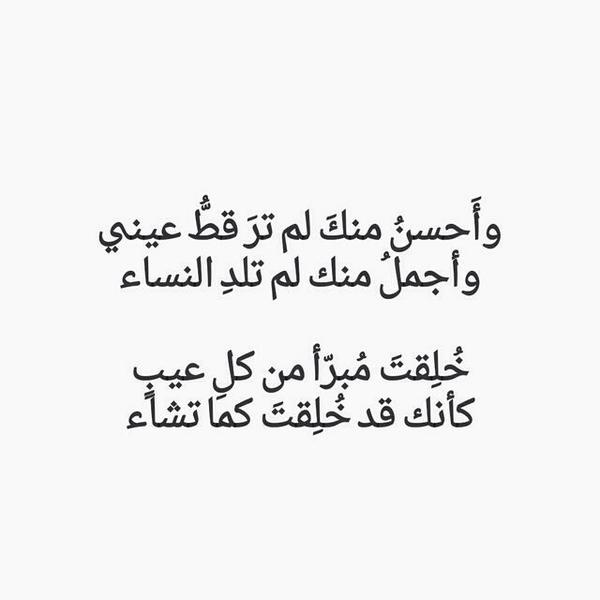 وأَحسنُ منكَ لم ترَ قطُّ عيني
وأجملُ منك لم تلدِ النساء
خُلِقتَ مُبرّأ من كلِ عيبٍ
كأنك قد خُلِقتَ كما تشاء